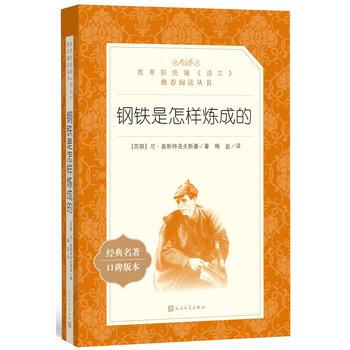 教育部统编《语文》
推荐阅读丛书
钢铁是怎样炼成的
[苏联] 尼·奥斯特洛夫斯基/著 梅益/译
经典名著
口碑版本
人民文学出版社
钢铁是怎样炼成的